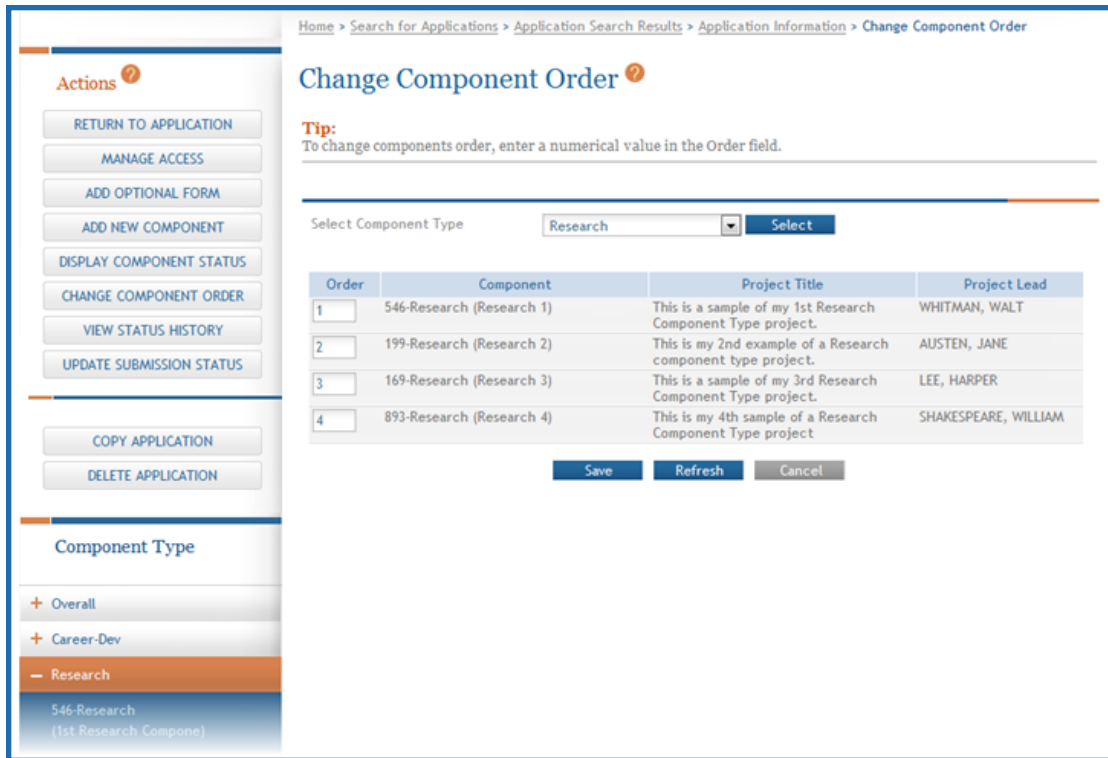 Home > Search for Applications > Application Search Results > Application Information > Change Component Order
Actions ?
RETURN TO APPLICATION
MANAGE ACCESS
ADD OPTIONAL FORM
ADD NEW COMPONENT
DISPLAY COMPONENT STATUS
CHANGE COMPONENT ORDER
VIEW STATUS HISTORY
UPDATE SUBMISSION STATUS
COPY APPLICATION
DELETE APPLICATION
Component Type
+ Overall
+ Career-Dev
– Research
546-Research
(1st Research Compone)
Change Component Order ?
Tip:
To change components order, enter a numerical value in the Order field.
Select Component Type Research Select
Order Component Project Title Project Lead
1 546-Research (Research 1) This is a sample of my 1st Research WHITMAN, WALT
Component Type project.
2 199-Research (Research 2) This is my 2nd example of a Research AUSTEN, JANE
component type project.
3 169-Research (Research 3) This is a sample of my 3rd Research LEE, HARPER
Component Type project.
4 893-Research (Research 4) This is my 4th sample of a Research SHAKESPEARE, WILLIAM
Component Type project
Save Refresh Cancel